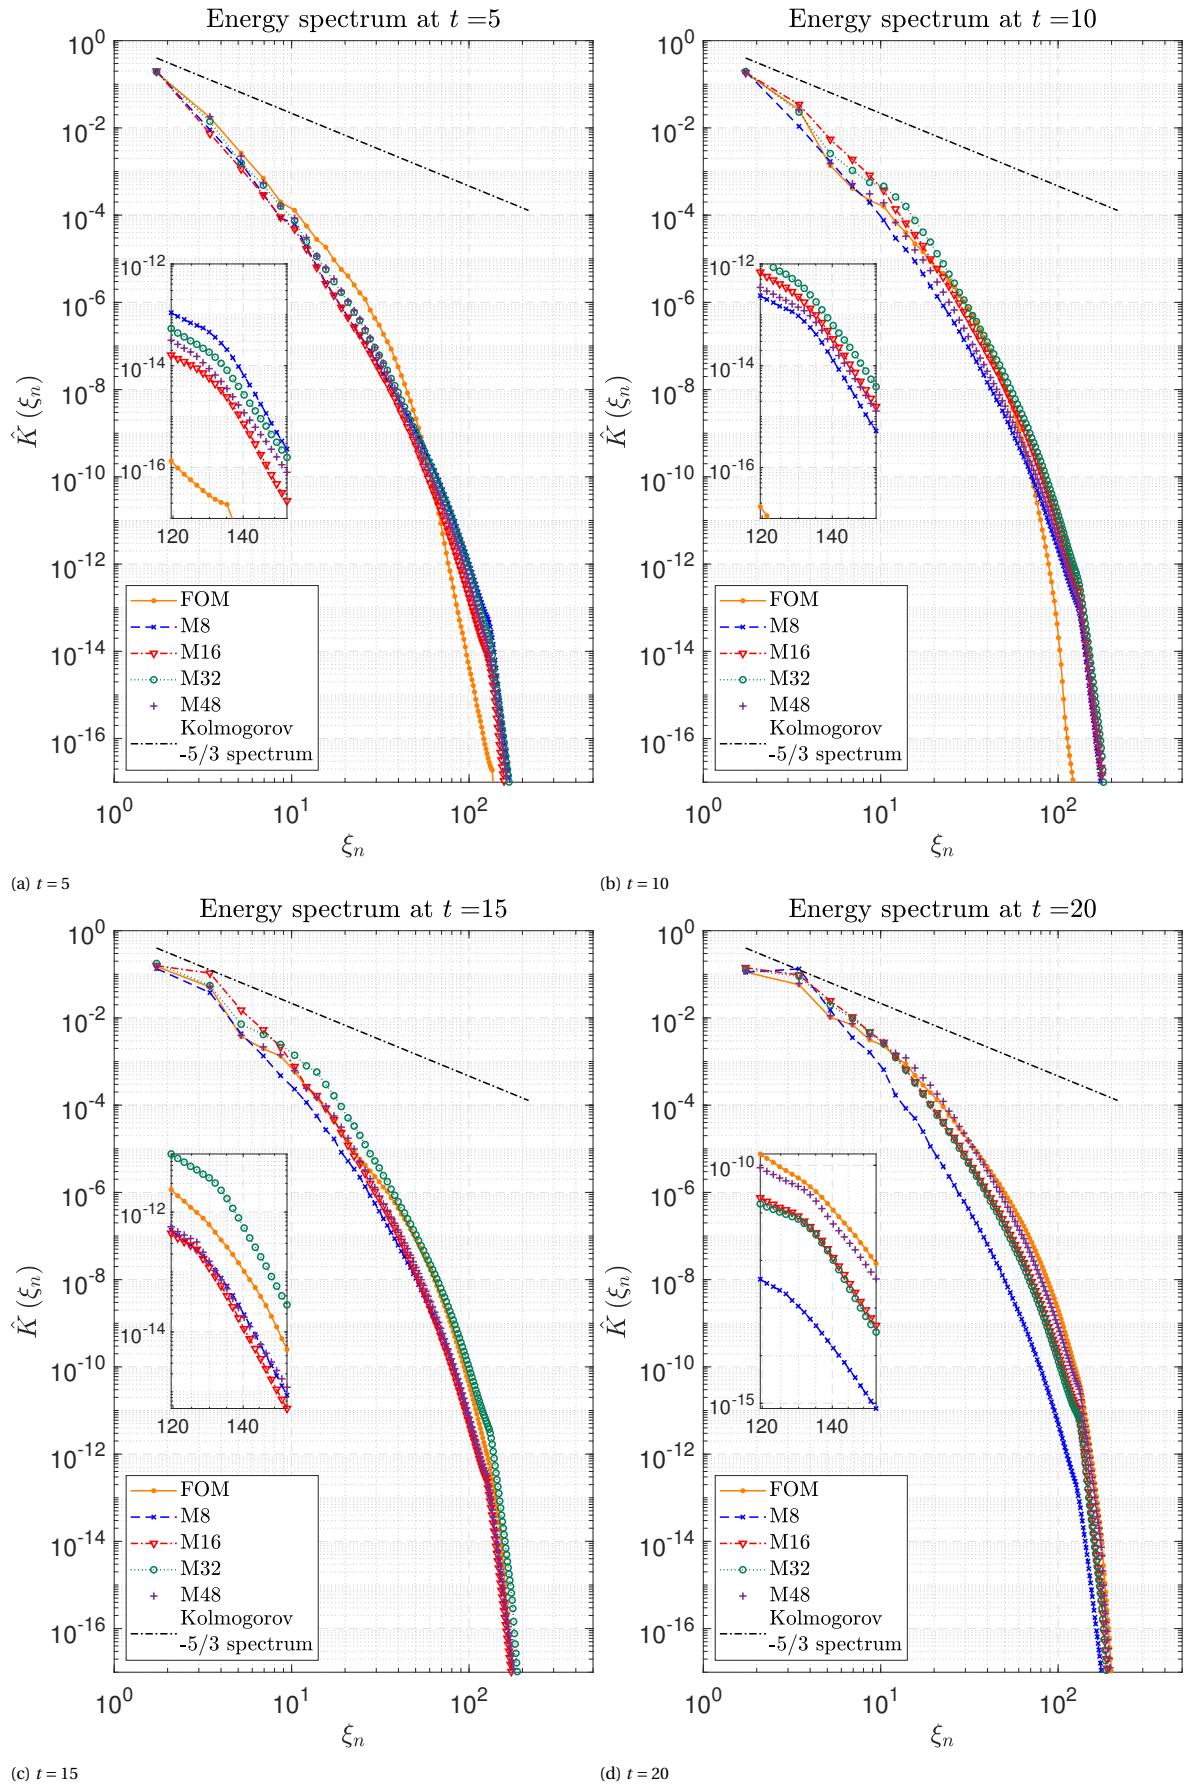 Energy spectrum at t =5
10^0
10^-2
10^-4
10^-6
10^-8
10^-10
10^-12
10^-14
10^-16
K̂ (ξ_n)
10^-12
10^-14
10^-16
120
140
FOM
M8
M16
M32
M48
Kolmogorov
-5/3 spectrum
10^0
10^1
10^2
ξ_n
(a) t = 5
Energy spectrum at t =10
10^0
10^-2
10^-4
10^-6
10^-8
10^-10
10^-12
10^-14
10^-16
K̂ (ξ_n)
10^-12
10^-14
10^-16
120
140
FOM
M8
M16
M32
M48
Kolmogorov
-5/3 spectrum
10^0
10^1
10^2
ξ_n
(b) t = 10
Energy spectrum at t =15
10^0
10^-2
10^-4
10^-6
10^-8
10^-10
10^-12
10^-14
10^-16
K̂ (ξ_n)
10^-12
10^-14
120
140
FOM
M8
M16
M32
M48
Kolmogorov
-5/3 spectrum
10^0
10^1
10^2
ξ_n
(c) t = 15
Energy spectrum at t =20
10^0
10^-2
10^-4
10^-6
10^-8
10^-10
10^-12
10^-14
10^-16
K̂ (ξ_n)
10^-10
10^-15
120
140
FOM
M8
M16
M32
M48
Kolmogorov
-5/3 spectrum
10^0
10^1
10^2
ξ_n
(d) t = 20